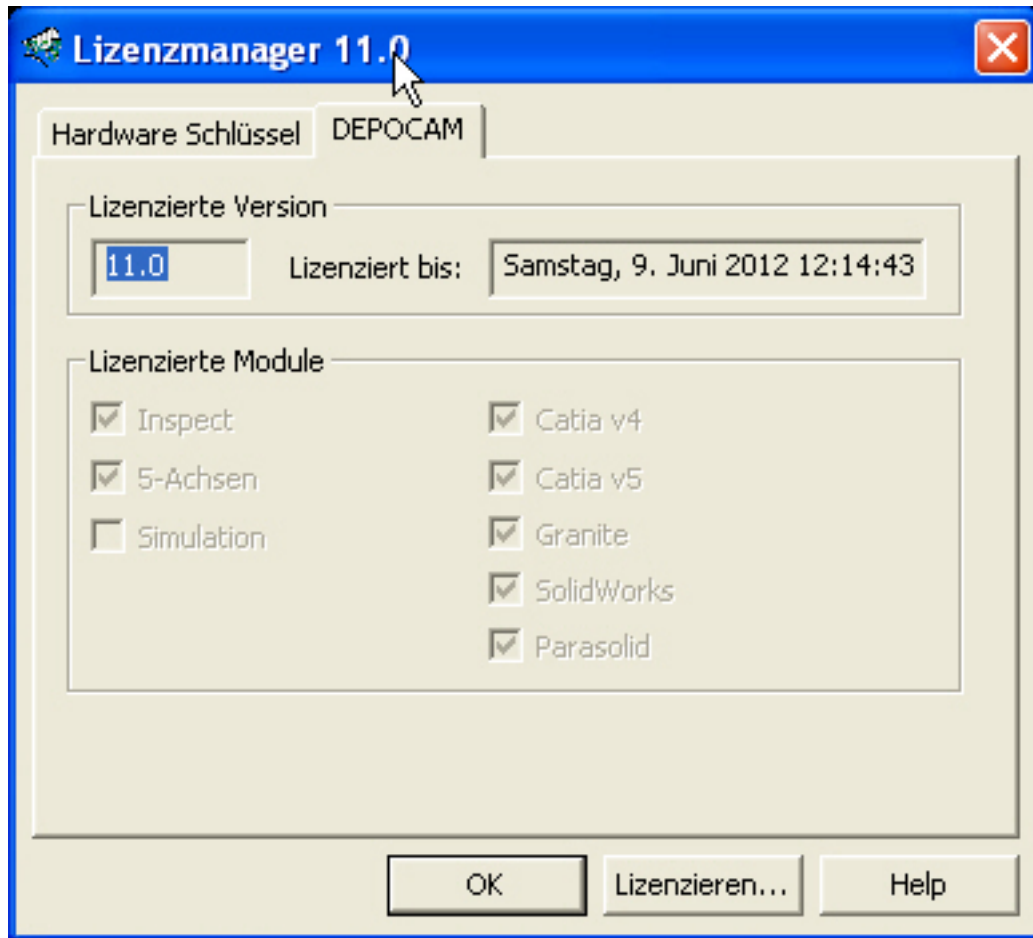 Lizenzmanager 11.0
Hardware Schlüssel DEPOCAM
Lizenzierte Version
11.0 Lizenziert bis: Samstag, 9. Juni 2012 12:14:43
Lizenzierte Module
Inspect Catia v4
5-Achsen Catia v5
Simulation Granite
SolidWorks
Parasolid
OK Lizenzieren... Help